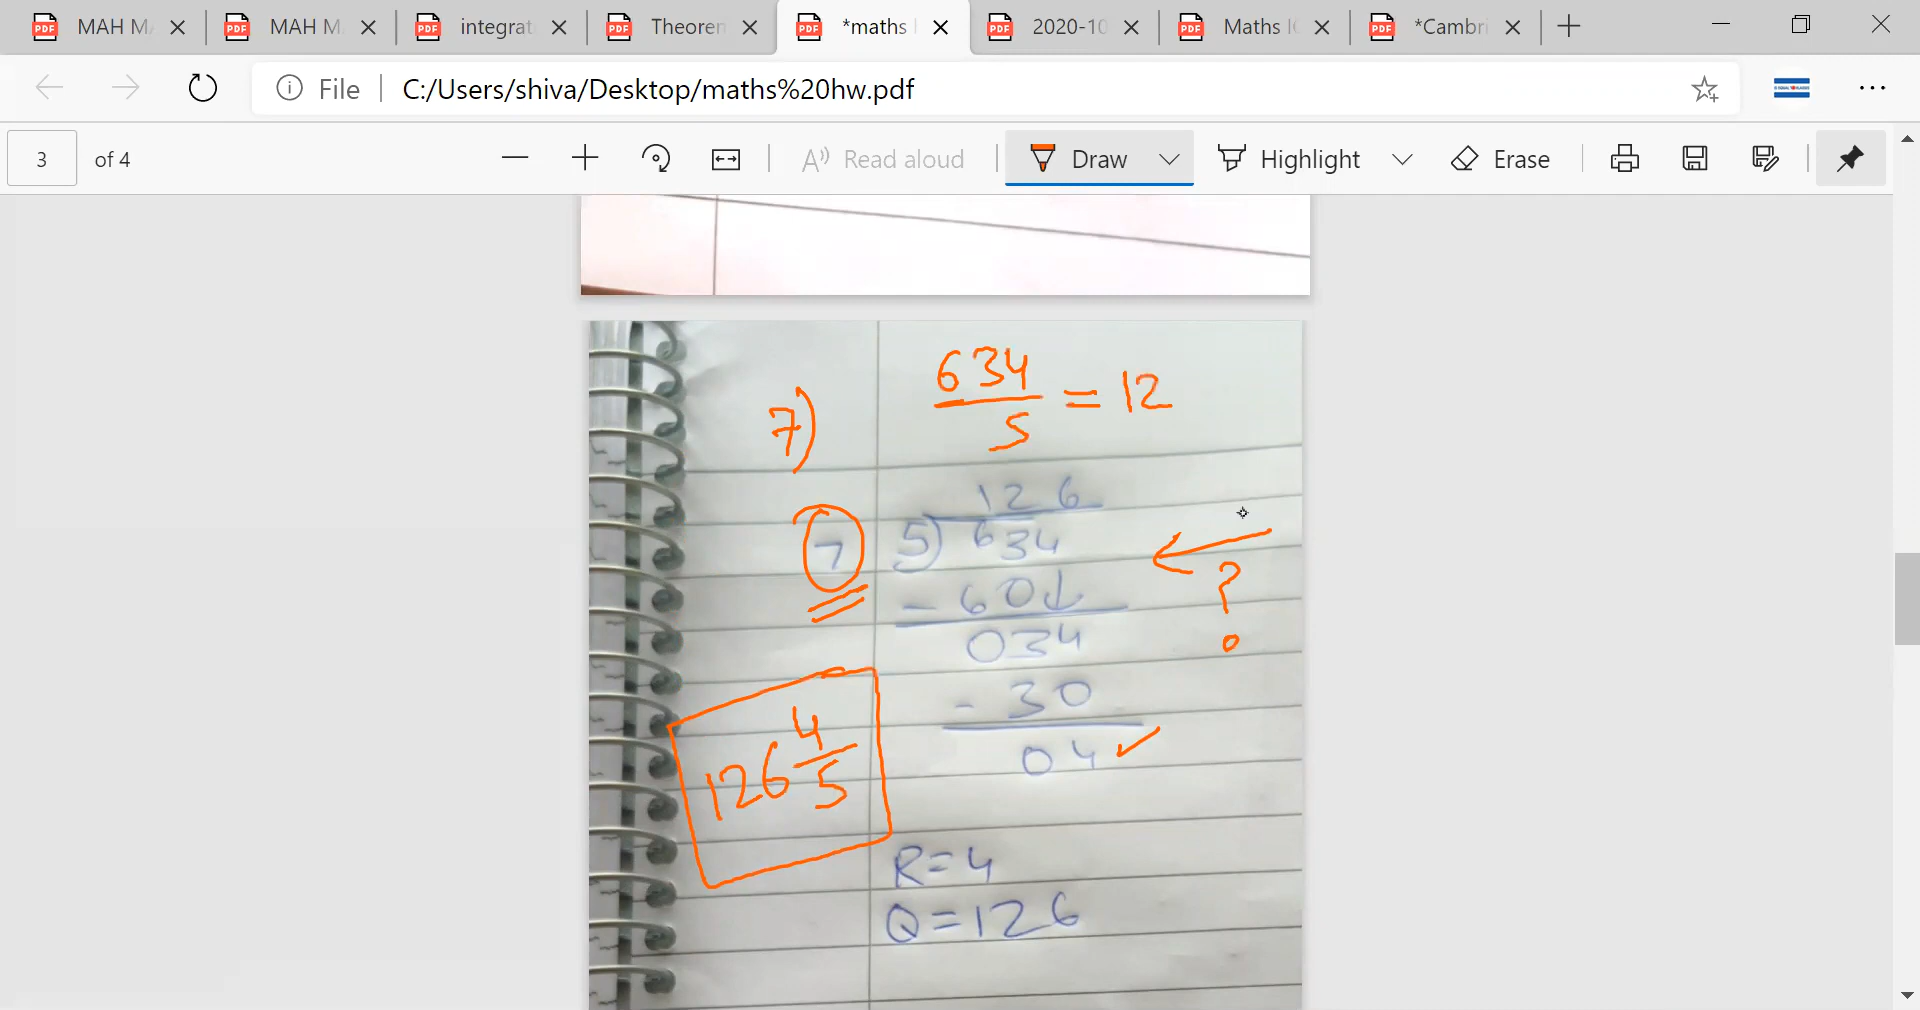 MAH M
MAH M
integrat
Theorem
*maths
2020-10
Maths I
*Cambri
File
C:/Users/shiva/Desktop/maths%20hw.pdf
3 of 4
Read aloud
Draw
Highlight
Erase
634
7) — = 12
5
126
7 5) 634
- 60↓
034
- 30
04 ✓
?
126 4/5
R=4
Q=126